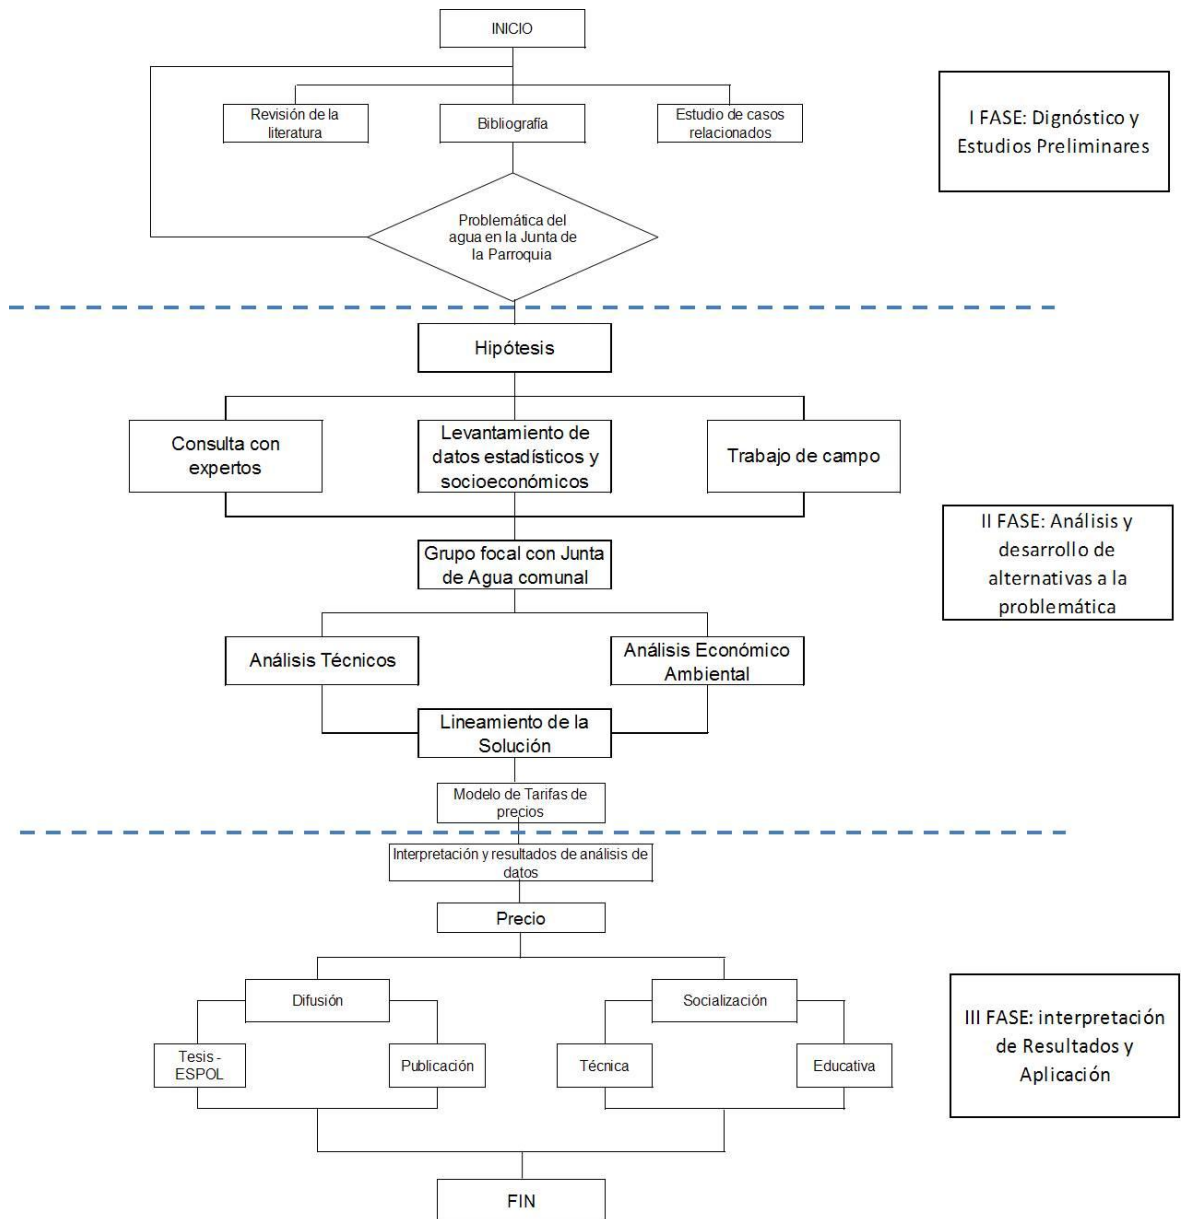 INICIO
Revisión de la
literatura
Bibliografía
Estudio de casos
relacionados
I FASE: Dignóstico y
Estudios Preliminares
Problemática del
agua en la Junta de
la Parroquia
Hipótesis
Consulta con
expertos
Levantamiento de
datos estadísticos y
socioeconómicos
Trabajo de campo
II FASE: Análisis y
desarrollo de
alternativas a la
problemática
Grupo focal con Junta
de Agua comunal
Análisis Técnicos
Análisis Económico
Ambiental
Lineamiento de la
Solución
Modelo de Tarifas de
precios
Interpretación y resultados de análisis de
datos
Precio
Difusión
Socialización
III FASE: interpretación
de Resultados y
Aplicación
Tesis -
ESPOL
Publicación
Técnica
Educativa
FIN